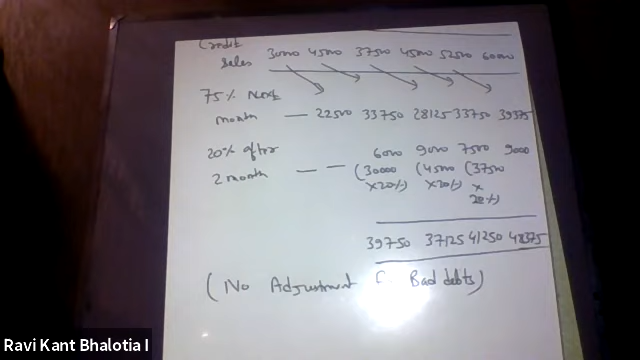 Credit
Sales 30000 45000 37500 45000 52500 60000
75% Next
month — 22500 33750 28125 33750 39375
20% after 6000 9000 7500 9000
2 month — — (30000 (45000 (37500
x20%) x20%) x
20%)
39750 37125 41250 48375
(No Adjustment Bad debts)
Ravi Kant Bhalotia I